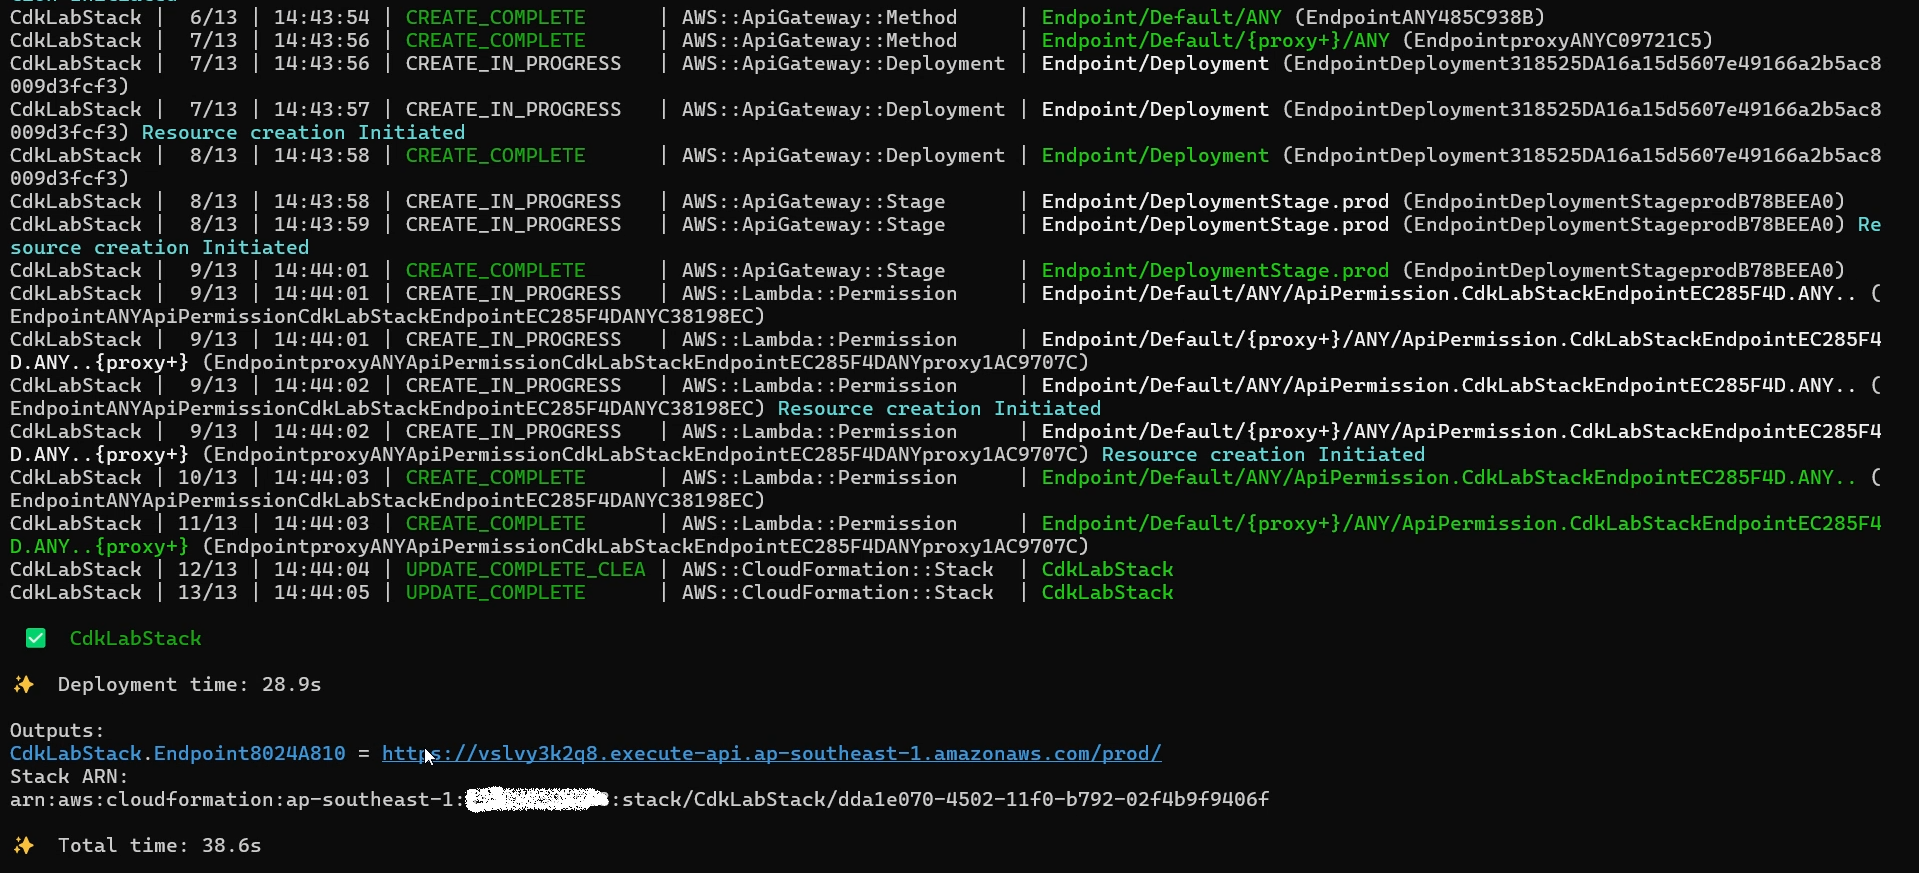 CdkLabStack |  6/13 | 14:43:54 | CREATE_COMPLETE      | AWS::ApiGateway::Method     | Endpoint/Default/ANY (EndpointANY485C938B)
CdkLabStack |  7/13 | 14:43:56 | CREATE_COMPLETE      | AWS::ApiGateway::Method     | Endpoint/Default/{proxy+}/ANY (EndpointproxyANYC09721C5)
CdkLabStack |  7/13 | 14:43:56 | CREATE_IN_PROGRESS   | AWS::ApiGateway::Deployment | Endpoint/Deployment (EndpointDeployment318525DA16a15d5607e49166a2b5ac8
009d3fcf3)
CdkLabStack |  7/13 | 14:43:57 | CREATE_IN_PROGRESS   | AWS::ApiGateway::Deployment | Endpoint/Deployment (EndpointDeployment318525DA16a15d5607e49166a2b5ac8
009d3fcf3) Resource creation Initiated
CdkLabStack |  8/13 | 14:43:58 | CREATE_COMPLETE      | AWS::ApiGateway::Deployment | Endpoint/Deployment (EndpointDeployment318525DA16a15d5607e49166a2b5ac8
009d3fcf3)
CdkLabStack |  8/13 | 14:43:58 | CREATE_IN_PROGRESS   | AWS::ApiGateway::Stage      | Endpoint/DeploymentStage.prod (EndpointDeploymentStageprodB78BEEA0)
CdkLabStack |  8/13 | 14:43:59 | CREATE_IN_PROGRESS   | AWS::ApiGateway::Stage      | Endpoint/DeploymentStage.prod (EndpointDeploymentStageprodB78BEEA0) Re
source creation Initiated
CdkLabStack |  9/13 | 14:44:01 | CREATE_COMPLETE      | AWS::ApiGateway::Stage      | Endpoint/DeploymentStage.prod (EndpointDeploymentStageprodB78BEEA0)
CdkLabStack |  9/13 | 14:44:01 | CREATE_IN_PROGRESS   | AWS::Lambda::Permission     | Endpoint/Default/ANY/ApiPermission.CdkLabStackEndpointEC285F4D.ANY.. (
EndpointANYApiPermissionCdkLabStackEndpointEC285F4DANYC38198EC)
CdkLabStack |  9/13 | 14:44:01 | CREATE_IN_PROGRESS   | AWS::Lambda::Permission     | Endpoint/Default/{proxy+}/ANY/ApiPermission.CdkLabStackEndpointEC285F4
D.ANY..{proxy+} (EndpointproxyANYApiPermissionCdkLabStackEndpointEC285F4DANYproxy1AC9707C)
CdkLabStack |  9/13 | 14:44:02 | CREATE_IN_PROGRESS   | AWS::Lambda::Permission     | Endpoint/Default/ANY/ApiPermission.CdkLabStackEndpointEC285F4D.ANY.. (
EndpointANYApiPermissionCdkLabStackEndpointEC285F4DANYC38198EC) Resource creation Initiated
CdkLabStack |  9/13 | 14:44:02 | CREATE_IN_PROGRESS   | AWS::Lambda::Permission     | Endpoint/Default/{proxy+}/ANY/ApiPermission.CdkLabStackEndpointEC285F4
D.ANY..{proxy+} (EndpointproxyANYApiPermissionCdkLabStackEndpointEC285F4DANYproxy1AC9707C) Resource creation Initiated
CdkLabStack | 10/13 | 14:44:03 | CREATE_COMPLETE      | AWS::Lambda::Permission     | Endpoint/Default/ANY/ApiPermission.CdkLabStackEndpointEC285F4D.ANY.. (
EndpointANYApiPermissionCdkLabStackEndpointEC285F4DANYC38198EC)
CdkLabStack | 11/13 | 14:44:03 | CREATE_COMPLETE      | AWS::Lambda::Permission     | Endpoint/Default/{proxy+}/ANY/ApiPermission.CdkLabStackEndpointEC285F4
D.ANY..{proxy+} (EndpointproxyANYApiPermissionCdkLabStackEndpointEC285F4DANYproxy1AC9707C)
CdkLabStack | 12/13 | 14:44:04 | UPDATE_COMPLETE_CLEA | AWS::CloudFormation::Stack  | CdkLabStack
CdkLabStack | 13/13 | 14:44:05 | UPDATE_COMPLETE      | AWS::CloudFormation::Stack  | CdkLabStack
✅  CdkLabStack
✨  Deployment time: 28.9s
Outputs:
CdkLabStack.Endpoint8024A810 = https://vslvy3k2q8.execute-api.ap-southeast-1.amazonaws.com/prod/
Stack ARN:
arn:aws:cloudformation:ap-southeast-1: :stack/CdkLabStack/dda1e070-4502-11f0-b792-02f4b9f9406f
✨  Total time: 38.6s